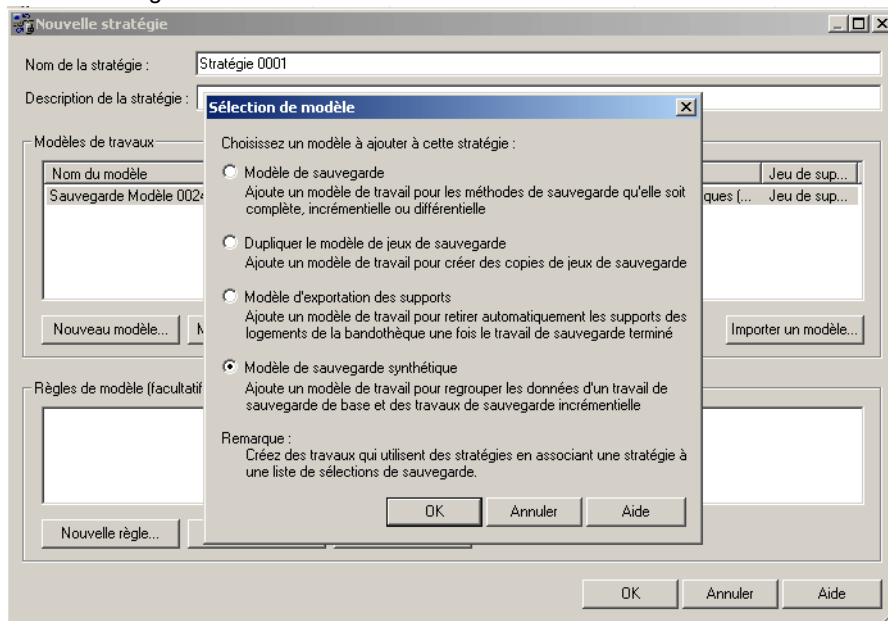 Nouvelle stratégie
Nom de la stratégie :
Stratégie 0001
Description de la stratégie :
Sélection de modèle
Choisissez un modèle à ajouter à cette stratégie :
Modèle de sauvegarde
Ajoute un modèle de travail pour les méthodes de sauvegarde qu'elle soit
complète, incrémentielle ou différentielle
Dupliquer le modèle de jeux de sauvegarde
Ajoute un modèle de travail pour créer des copies de jeux de sauvegarde
Modèle d'exportation des supports
Ajoute un modèle de travail pour retirer automatiquement les supports des
logements de la bandothèque une fois le travail de sauvegarde terminé
Modèle de sauvegarde synthétique
Ajoute un modèle de travail pour regrouper les données d'un travail de
sauvegarde de base et des travaux de sauvegarde incrémentielle
Remarque :
Créez des travaux qui utilisent des stratégies en associant une stratégie à
une liste de sélections de sauvegarde.
OK Annuler Aide
Modèles de travaux
Nom du modèle Jeu de sup...
Sauvegarde Modèle 002 ques (... Jeu de sup...
Nouveau modèle... M Importer un modèle...
Règles de modèle (facultatif
Nouvelle règle...
OK Annuler Aide